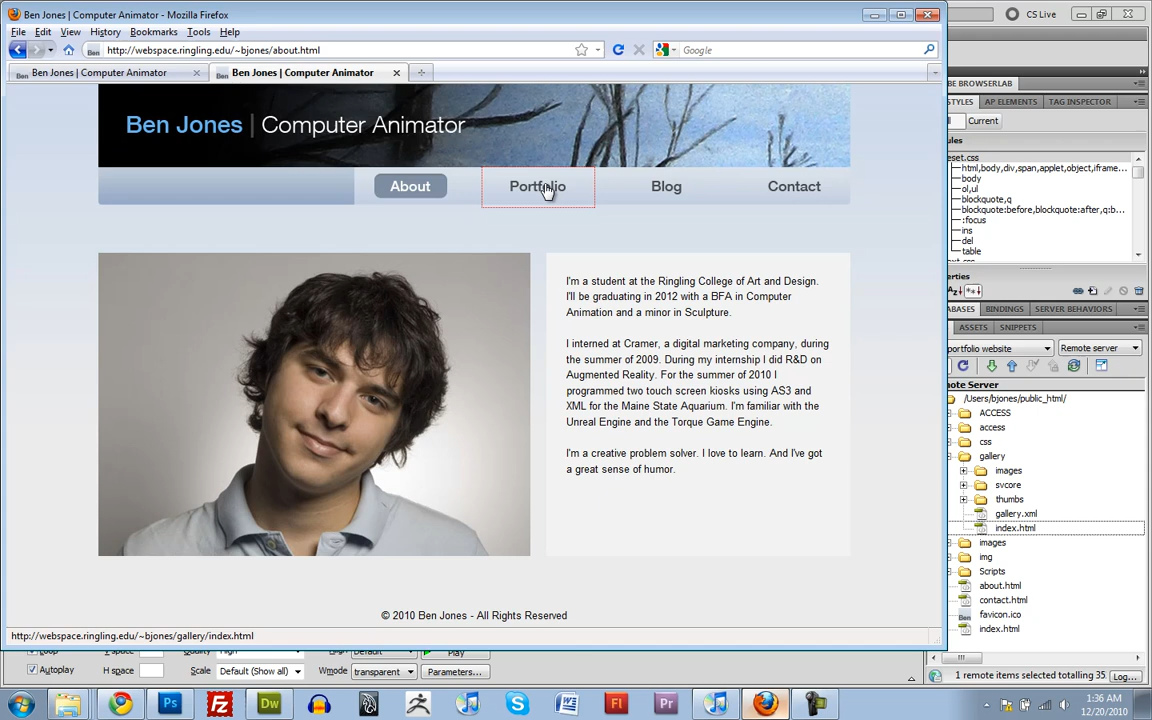 Ben Jones | Computer Animator - Mozilla Firefox
CS Live
File Edit View History Bookmarks Tools Help
http://webspace.ringling.edu/~bjones/about.html
Google
Ben Jones | Computer Animator
Ben Jones | Computer Animator
BE BROWSERLAB
STYLES AP ELEMENTS TAG INSPECTOR
Current
Ben Jones | Computer Animator
About Portfolio Blog Contact
eset.css
html,body,div,span,applet,object,iframe...
body
ol,ul
blockquote,q
blockquote:before,blockquote:after,q:b...
:focus
ins
del
table
I'm a student at the Ringling College of Art and Design.
I'll be graduating in 2012 with a BFA in Computer
Animation and a minor in Sculpture.
I interned at Cramer, a digital marketing company, during
the summer of 2009. During my internship I did R&D on
Augmented Reality. For the summer of 2010 I
programmed two touch screen kiosks using AS3 and
XML for the Maine State Aquarium. I'm familiar with the
Unreal Engine and the Torque Game Engine.
I'm a creative problem solver. I love to learn. And I've got
a great sense of humor.
© 2010 Ben Jones - All Rights Reserved
erties
ABASES BINDINGS SERVER BEHAVIORS
ASSETS SNIPPETS
portfolio website Remote server
mote Server
/Users/bjones/public_html/
ACCESS
access
css
gallery
images
svcore
thumbs
gallery.xml
index.html
images
img
Scripts
about.html
contact.html
favicon.ico
index.html
http://webspace.ringling.edu/~bjones/gallery/index.html
Loop V space Quality High Default Play
Autoplay H space Scale Default (Show all) Wmode transparent Parameters...
1 remote items selected totalling 35 Log...
1:36 AM
12/20/2010